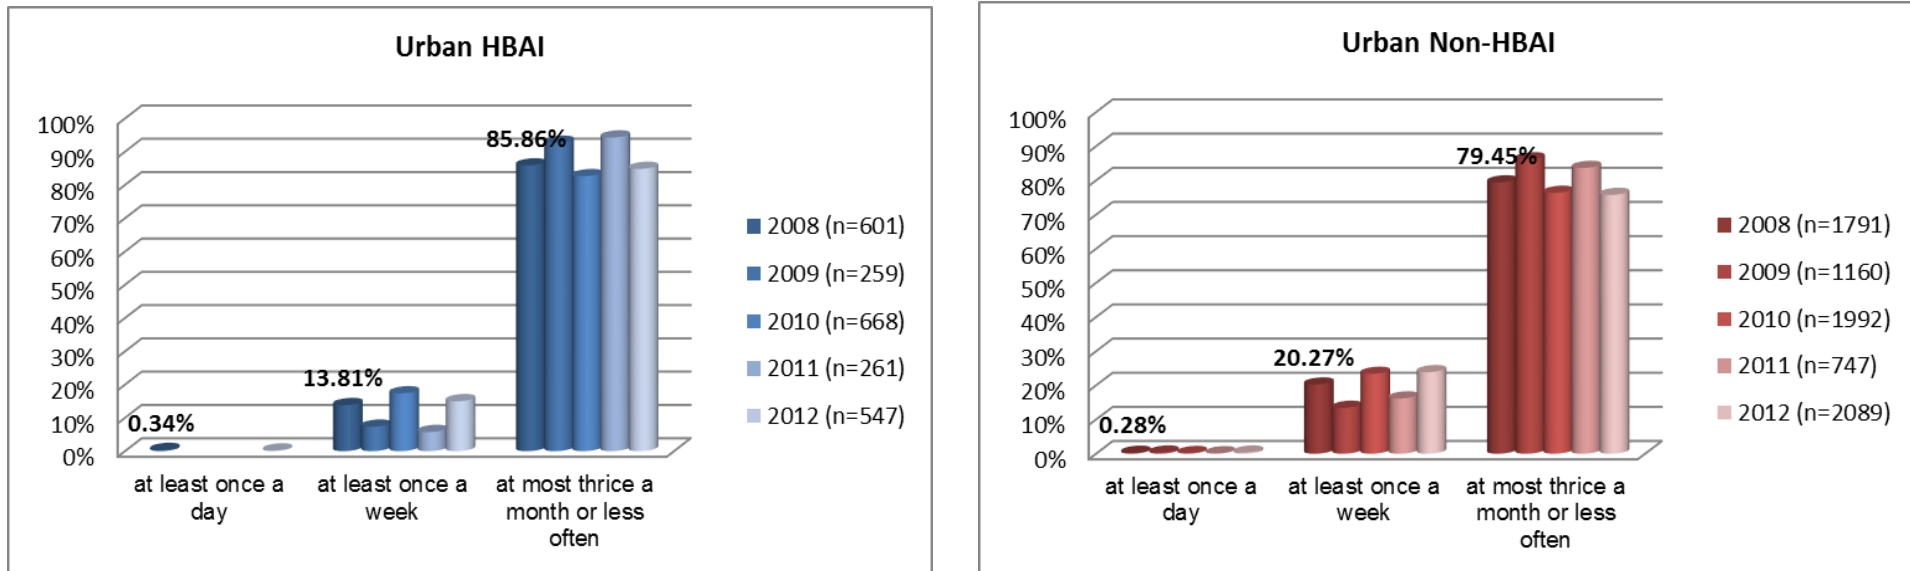 Urban HBAI
100%
90%
80%
70%
60%
50%
40%
30%
20%
10%
0%
0.34%
13.81%
85.86%
at least once a
day
at least once a
week
at most thrice a
month or less
often
2008 (n=601)
2009 (n=259)
2010 (n=668)
2011 (n=261)
2012 (n=547)
Urban Non-HBAI
100%
90%
80%
70%
60%
50%
40%
30%
20%
10%
0%
0.28%
20.27%
79.45%
at least once a
day
at least once a
week
at most thrice a
month or less
often
2008 (n=1791)
2009 (n=1160)
2010 (n=1992)
2011 (n=747)
2012 (n=2089)